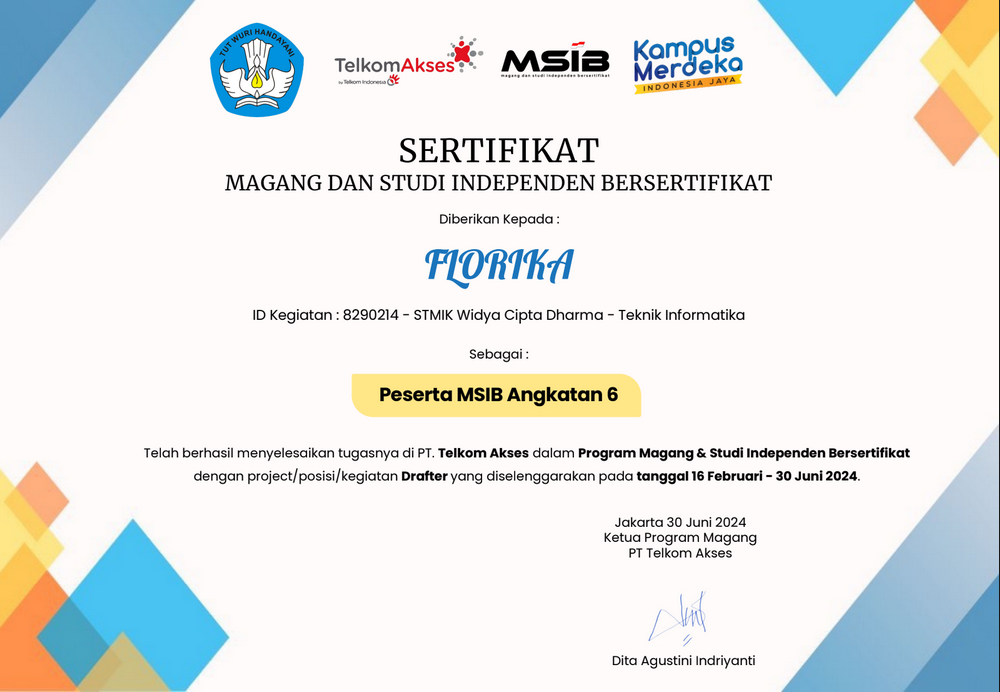 TUT WURI HANDAYANI
TelkomAkses
by Telkom Indonesia
MSIB
magang dan studi independen bersertifikat
Kampus
Merdeka
INDONESIA JAYA
SERTIFIKAT
MAGANG DAN STUDI INDEPENDEN BERSERTIFIKAT
Diberikan Kepada :
FLORIKA
ID Kegiatan : 8290214 - STMIK Widya Cipta Dharma - Teknik Informatika
Sebagai :
Peserta MSIB Angkatan 6
Telah berhasil menyelesaikan tugasnya di PT. Telkom Akses dalam Program Magang & Studi Independen Bersertifikat
dengan project/posisi/kegiatan Drafter yang diselenggarakan pada tanggal 16 Februari - 30 Juni 2024.
Jakarta 30 Juni 2024
Ketua Program Magang
PT Telkom Akses
Dita Agustini Indriyanti